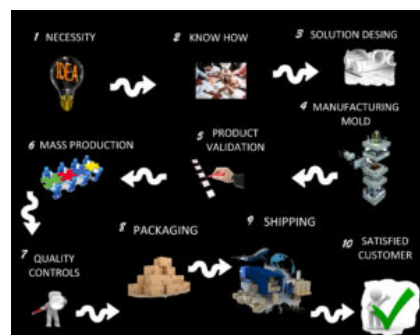 1 NECESSITY
IDEA
2 KNOW HOW
3 SOLUTION DESING
4 MANUFACTURING
MOLD
5 PRODUCT
VALIDATION
6 MASS PRODUCTION
7 QUALITY
CONTROLS
8 PACKAGING
9 SHIPPING
10 SATISFIED
CUSTOMER